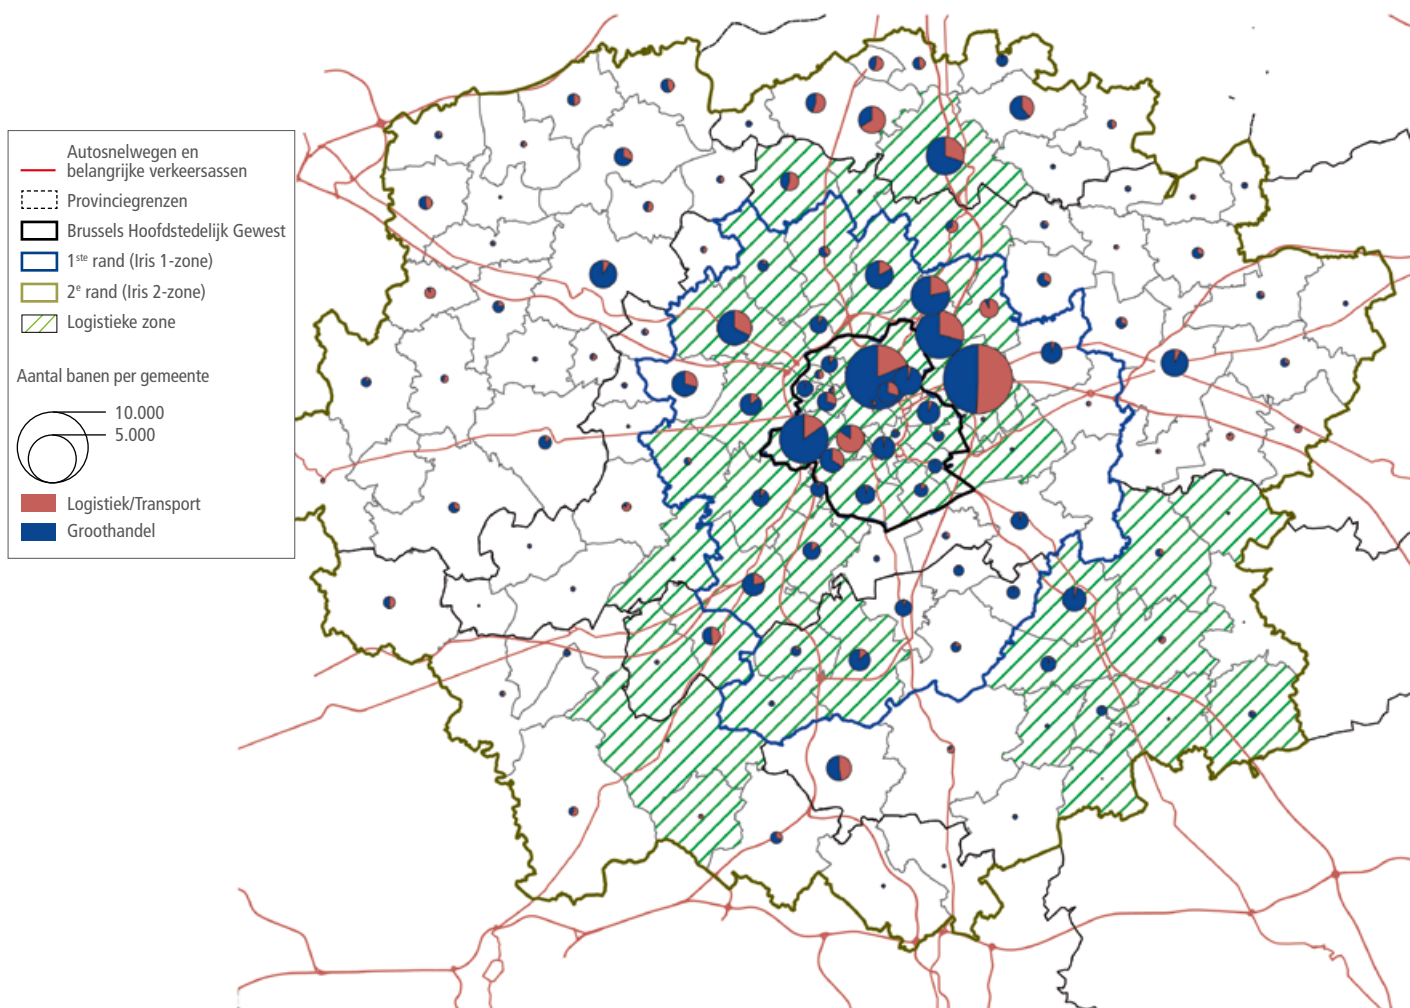 Autosnelwegen en
belangrijke verkeersassen
Provinciegrenzen
Brussels Hoofdstedelijk Gewest
1ste rand (Iris 1-zone)
2e rand (Iris 2-zone)
Logistieke zone
Aantal banen per gemeente
10.000
5.000
Logistiek/Transport
Groothandel